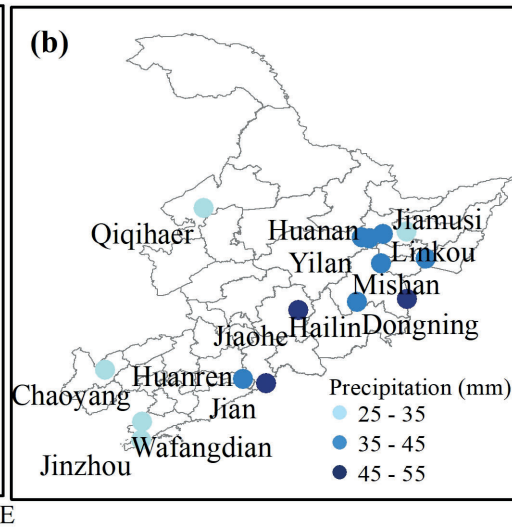 (b)
Qiqihaer
Huanan
Jiamusi
Linkou
Yilan
Mishan
Jiaohe
Hailin
Dongning
Huanren
Chaoyang
Jian
Wafangdian
Jinzhou
Precipitation (mm)
25 - 35
35 - 45
45 - 55
E